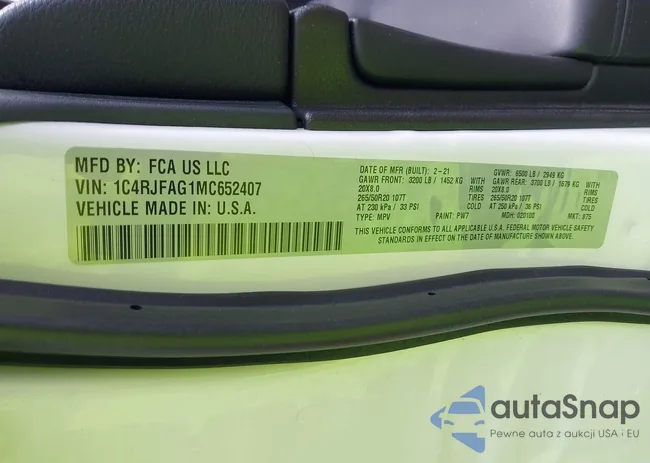 MFD BY: FCA US LLC
VIN: 1C4RJFAG1MC652407
VEHICLE MADE IN: U.S.A.
DATE OF MFR (BUILT): 2-21
GAWR FRONT: 3200 LB / 1452 KG
20X8.0 RIMS
265/50R20 107T TIRES
AT 230 kPa / 33 PSI
TYPE: MPV PAINT: PW7
GVWR: 6500 LB / 2949 KG
GAWR REAR: 3700 LB / 1679 KG
20X8.0 RIMS
265/50R20 107T TIRES
AT 250 kPa / 36 PSI
MDH: 020100 MKT: 875
THIS VEHICLE CONFORMS TO ALL APPLICABLE U.S.A. FEDERAL MOTOR VEHICLE SAFETY
STANDARDS IN EFFECT ON THE DATE OF MANUFACTURE SHOWN ABOVE.
autaSnap
Pewne auta z aukcji USA i EU